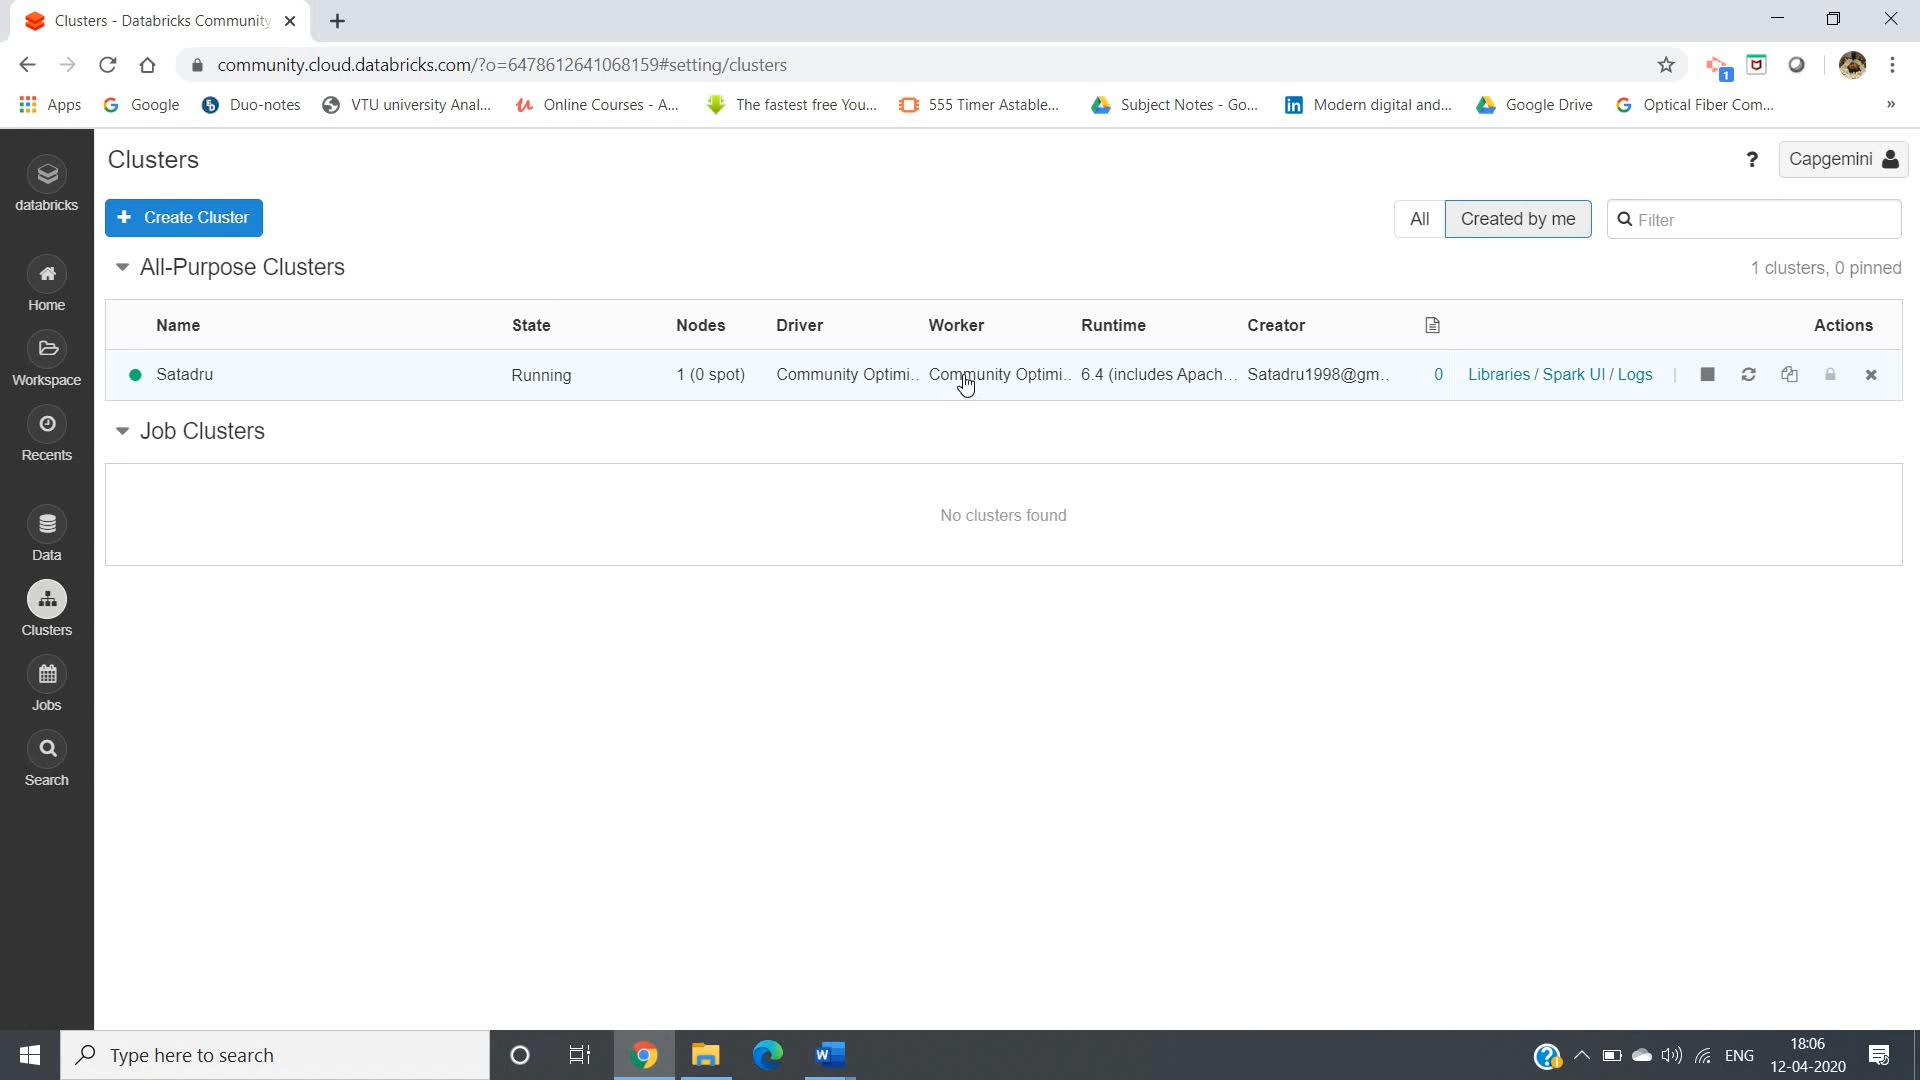 Clusters - Databricks Community
community.cloud.databricks.com/?o=6478612641068159#setting/clusters
1
Apps Google Duo-notes VTU university Anal... Online Courses - A... The fastest free You... 555 Timer Astable... Subject Notes - Go... Modern digital and... Google Drive Optical Fiber Com... »
databricks
Home
Workspace
Recents
Data
Clusters
Jobs
Search
Clusters
? Capgemini
+ Create Cluster
All Created by me Filter
All-Purpose Clusters
1 clusters, 0 pinned
Name State Nodes Driver Worker Runtime Creator Actions
Satadru Running 1 (0 spot) Community Optimi.. Community Optimi.. 6.4 (includes Apach... Satadru1998@gm.. 0 Libraries / Spark UI / Logs
Job Clusters
No clusters found
Type here to search
ENG
18:06
12-04-2020